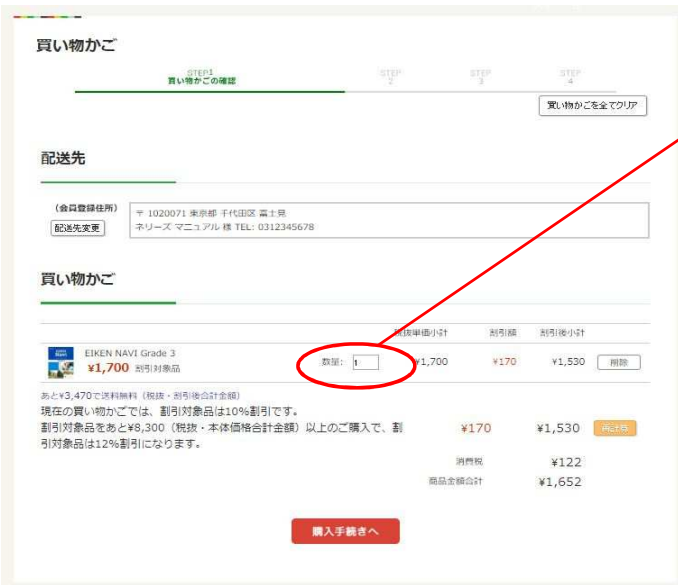 買い物かご
STEP1
買い物かごの確認
STEP
2
STEP
3
STEP
4
買い物かごを全てクリア
配送先
(会員登録住所)
配送先変更
〒 1020071 東京都 千代田区 富士見
ネリーズ マニュアル 様 TEL: 0312345678
買い物かご
税抜単価小計 割引額 割引後小計
EIKEN NAVI Grade 3
¥1,700 割引対象品
数量: 1 ¥1,700 ¥170 ¥1,530 削除
あと¥3,470で送料無料 (税抜・割引後合計金額)
現在の買い物かごでは、割引対象品は10%割引です。
割引対象品をあと¥8,300(税抜・本体価格合計金額)以上のご購入で、割
引対象品は12%割引になります。
¥170 ¥1,530 再計算
消費税 ¥122
商品金額合計 ¥1,652
購入手続きへ